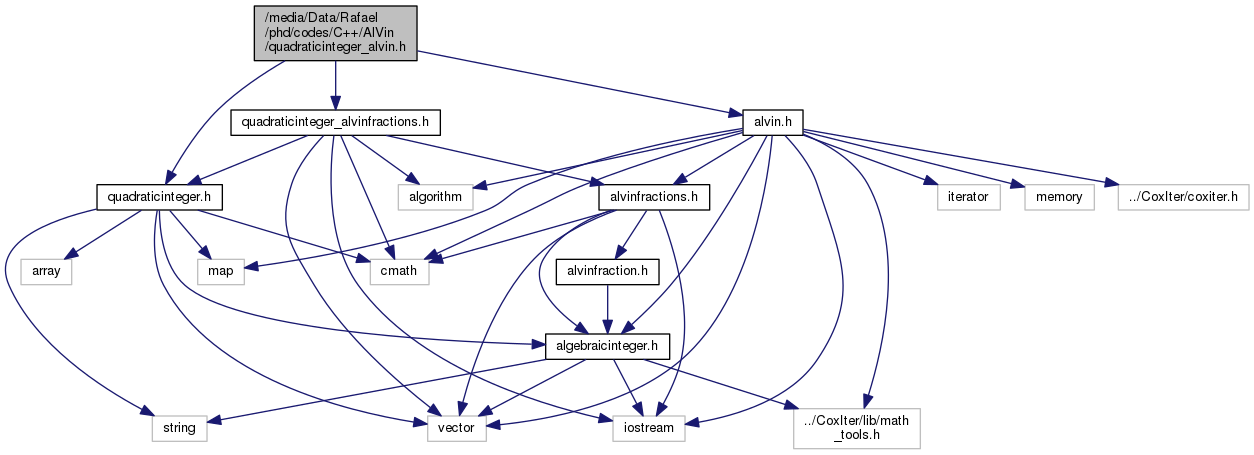 /media/Data/Rafael
/phd/codes/C++/AlVin
/quadraticinteger_alvin.h
quadraticinteger_alvinfractions.h
alvin.h
quadraticinteger.h
algorithm
alvinfractions.h
iterator
memory
../CoxIter/coxiter.h
array
map
cmath
alvinfraction.h
algebraicinteger.h
string
vector
iostream
../CoxIter/lib/math
_tools.h